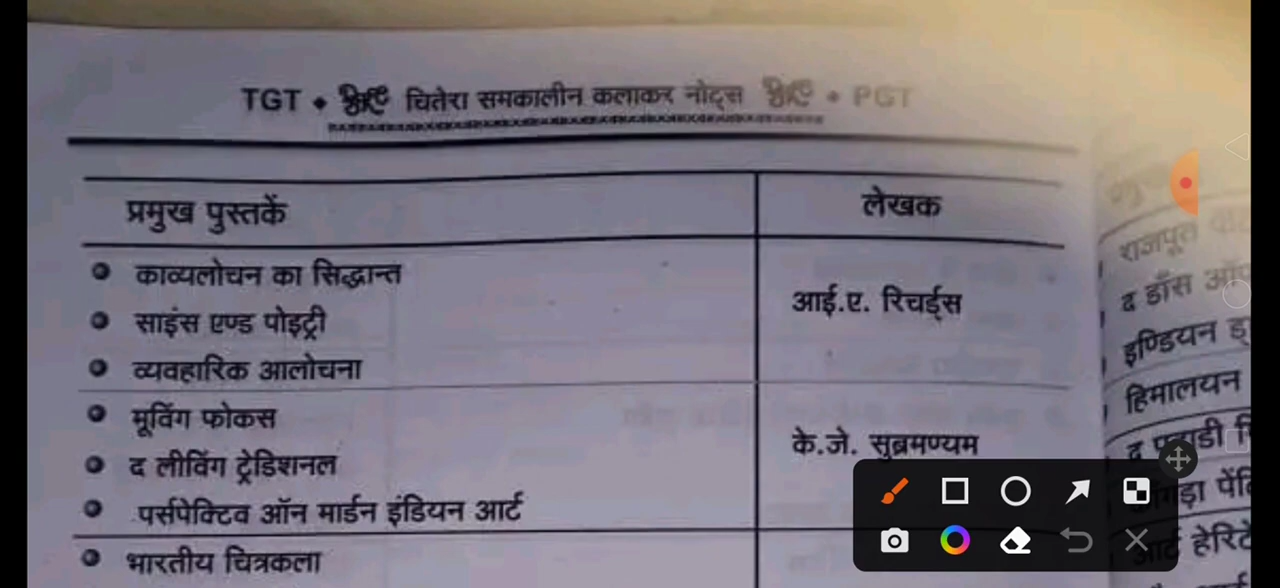 TGT • चितेरा समकालीन कलाकर नोट्स • PGT
प्रमुख पुस्तकें
लेखक
काव्यलोचन का सिद्धान्त
साइंस एण्ड पोइट्री
व्यवहारिक आलोचना
आई.ए. रिचर्ड्स
मूविंग फोकस
द लीविंग ट्रेडिशनल
पर्सपेक्टिव ऑन मार्डन इंडियन आर्ट
के.जे. सुब्रमण्यम
भारतीय चित्रकला
राजपूत
द डाँस
इण्डियन
हिमालयन
द
हेरिटे